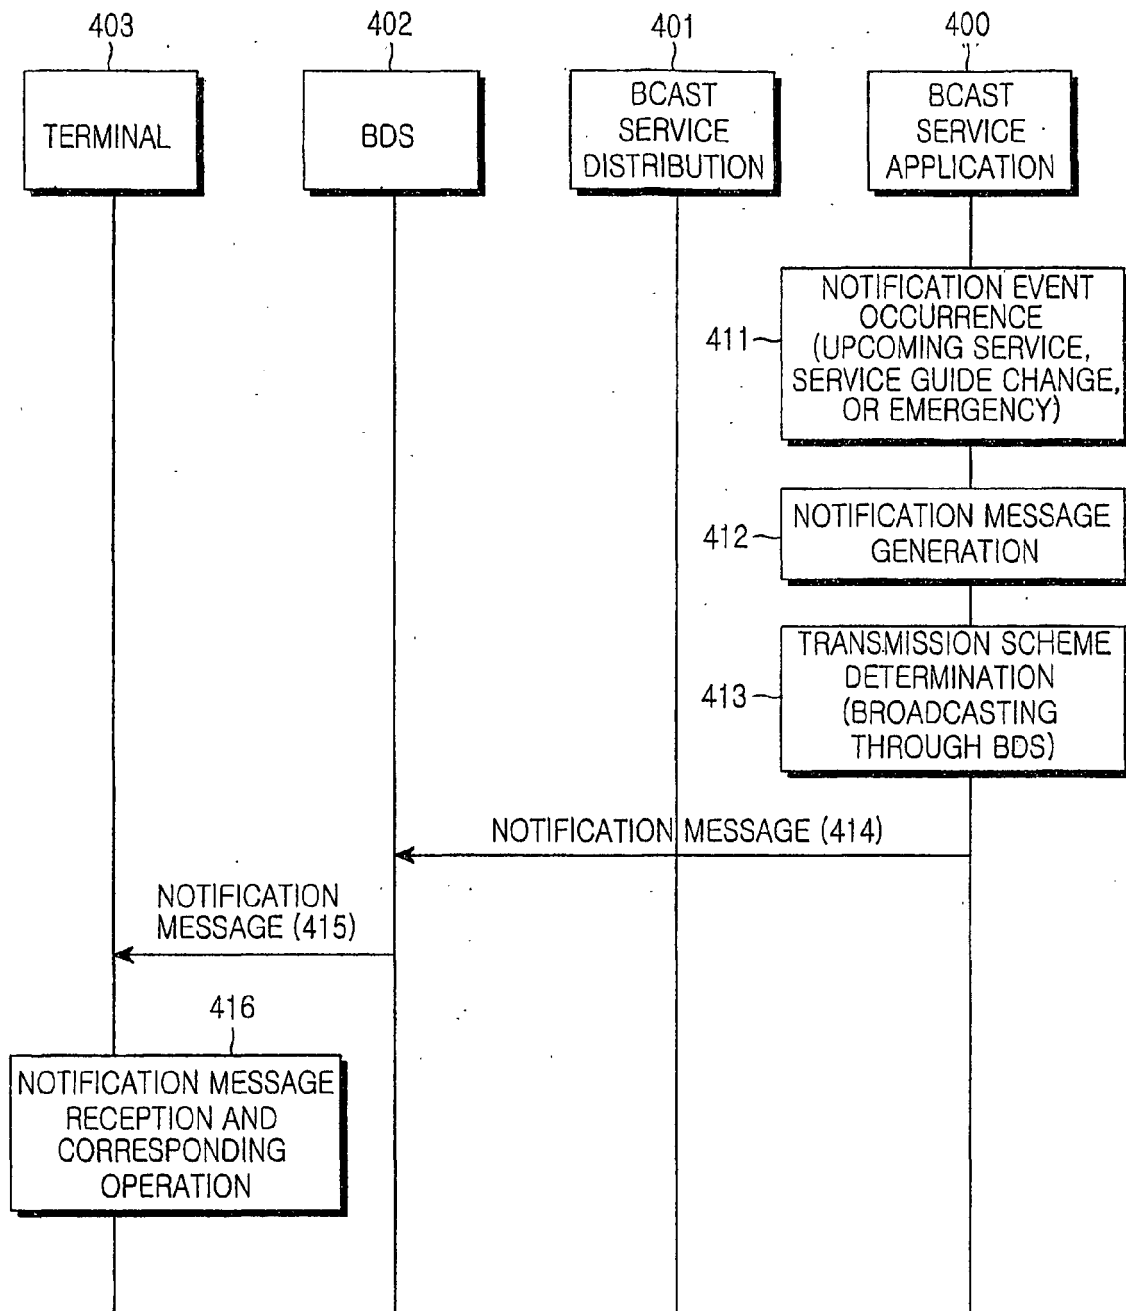 403
402
401
400
TERMINAL
BDS
BCAST
SERVICE
DISTRIBUTION
BCAST
SERVICE
APPLICATION
411
NOTIFICATION EVENT
OCCURRENCE
(UPCOMING SERVICE,
SERVICE GUIDE CHANGE,
OR EMERGENCY)
412
NOTIFICATION MESSAGE
GENERATION
413
TRANSMISSION SCHEME
DETERMINATION
(BROADCASTING
THROUGH BDS)
NOTIFICATION MESSAGE (414)
NOTIFICATION
MESSAGE (415)
416
NOTIFICATION MESSAGE
RECEPTION AND
CORRESPONDING
OPERATION